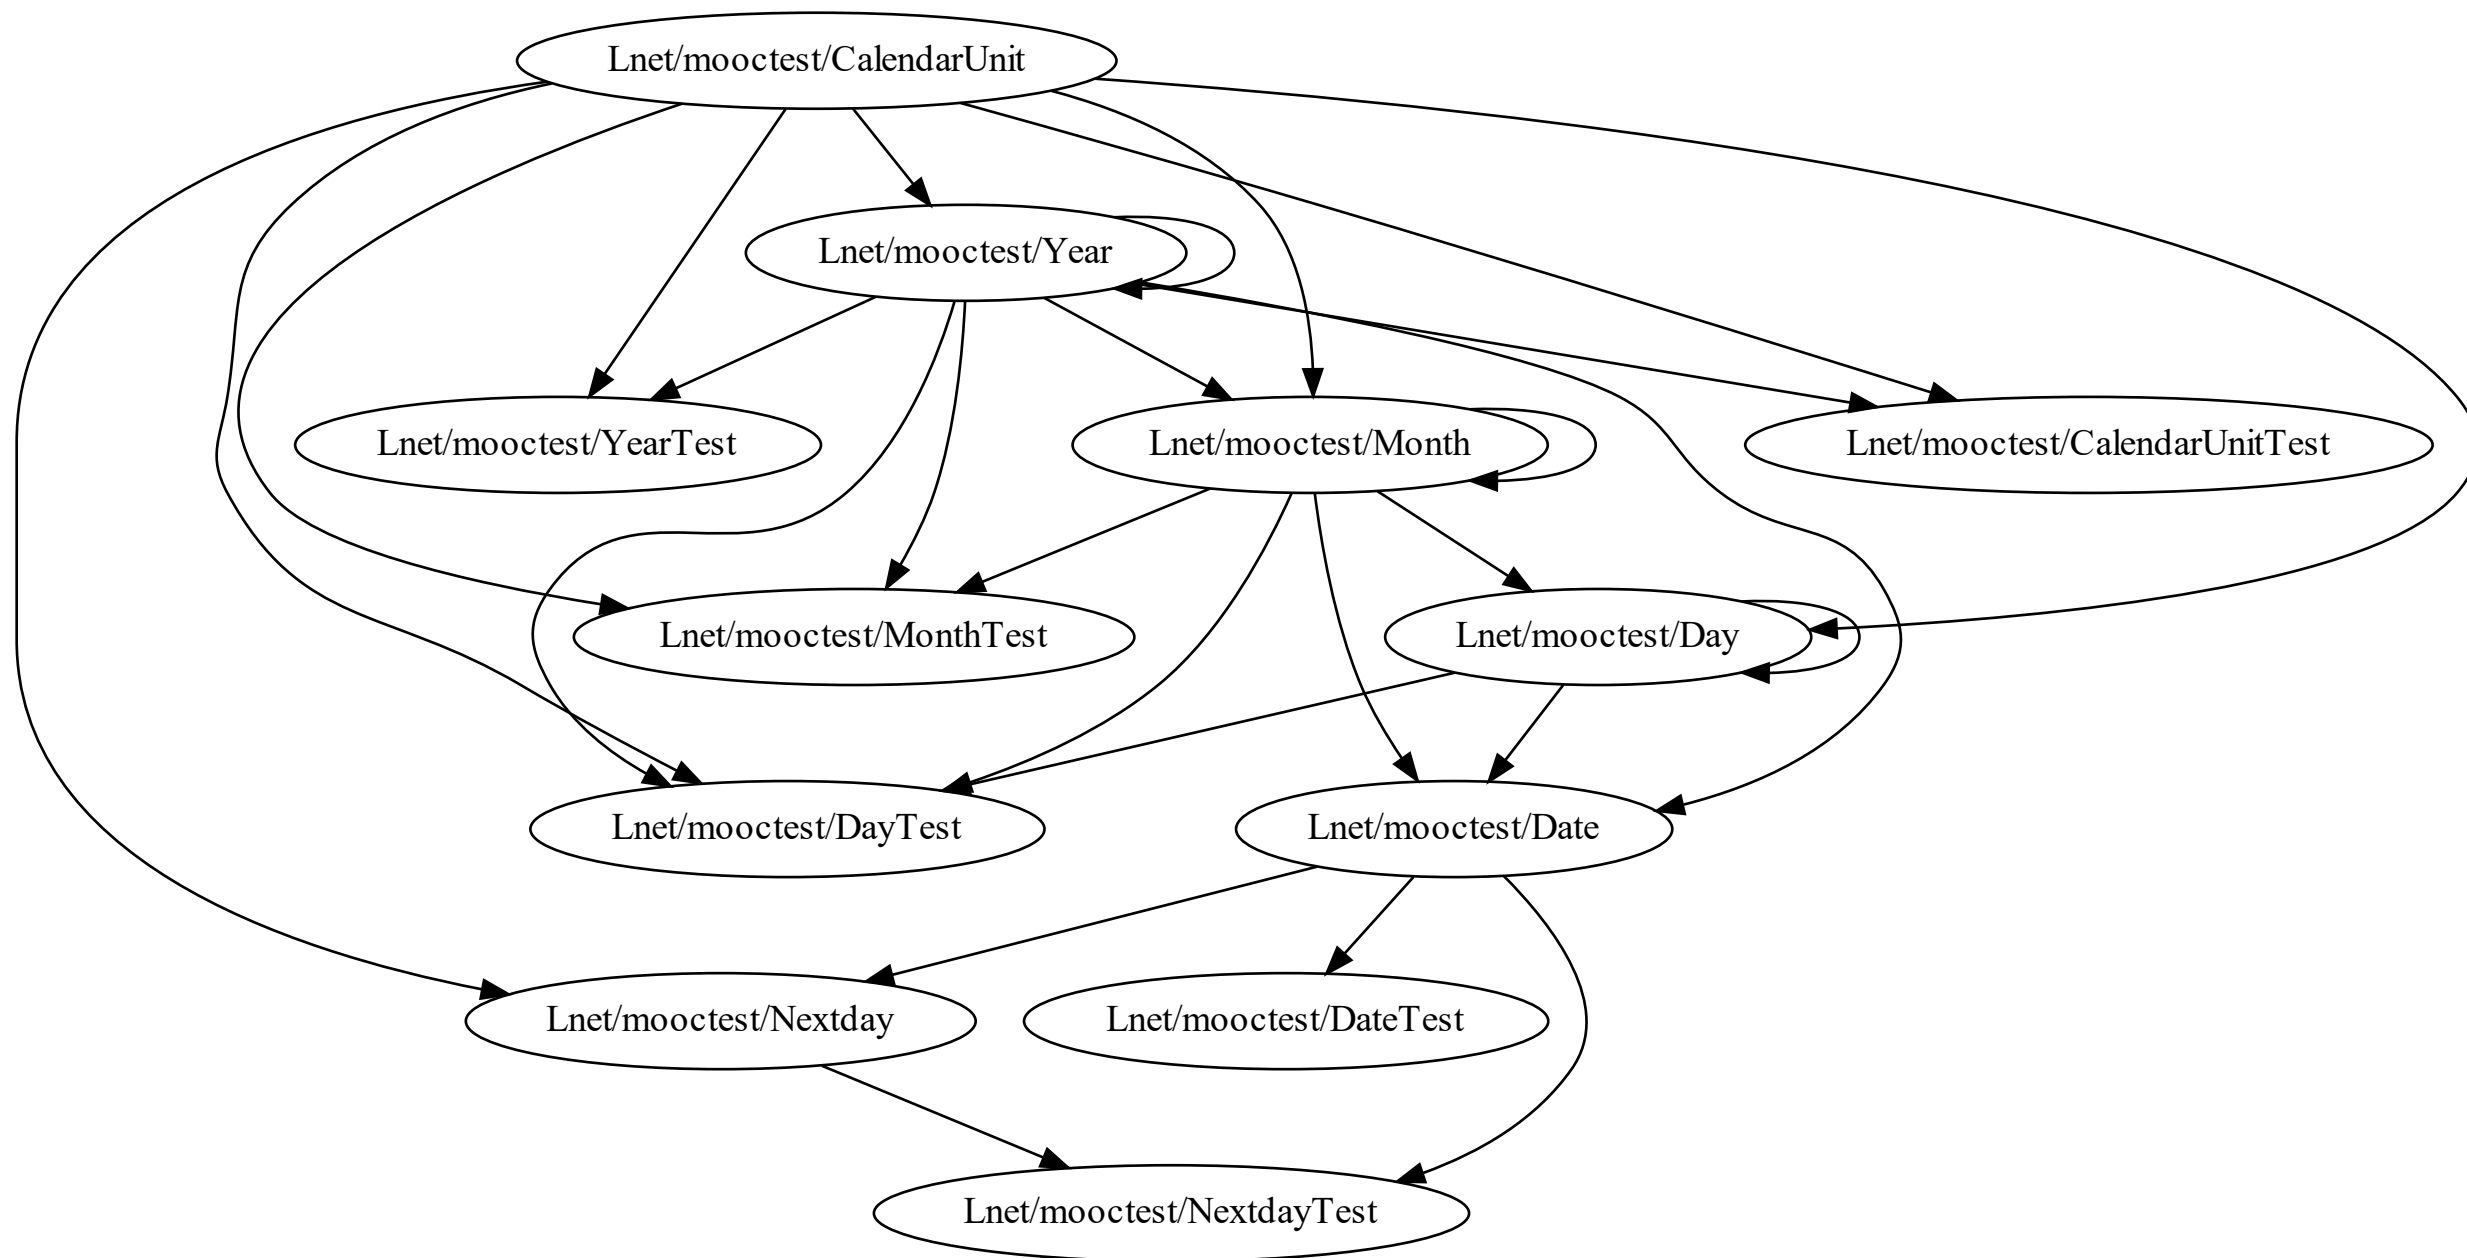 Lnet/mooctest/CalendarUnit
Lnet/mooctest/Year
Lnet/mooctest/YearTest
Lnet/mooctest/Month
Lnet/mooctest/CalendarUnitTest
Lnet/mooctest/MonthTest
Lnet/mooctest/Day
Lnet/mooctest/DayTest
Lnet/mooctest/Date
Lnet/mooctest/Nextday
Lnet/mooctest/DateTest
Lnet/mooctest/NextdayTest